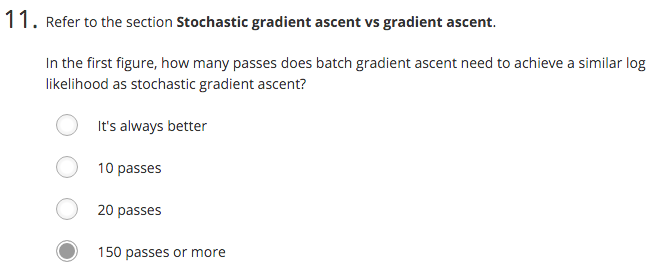 11. Refer to the section Stochastic gradient ascent vs gradient ascent.
In the first figure, how many passes does batch gradient ascent need to achieve a similar log
likelihood as stochastic gradient ascent?
It's always better
10 passes
20 passes
150 passes or more